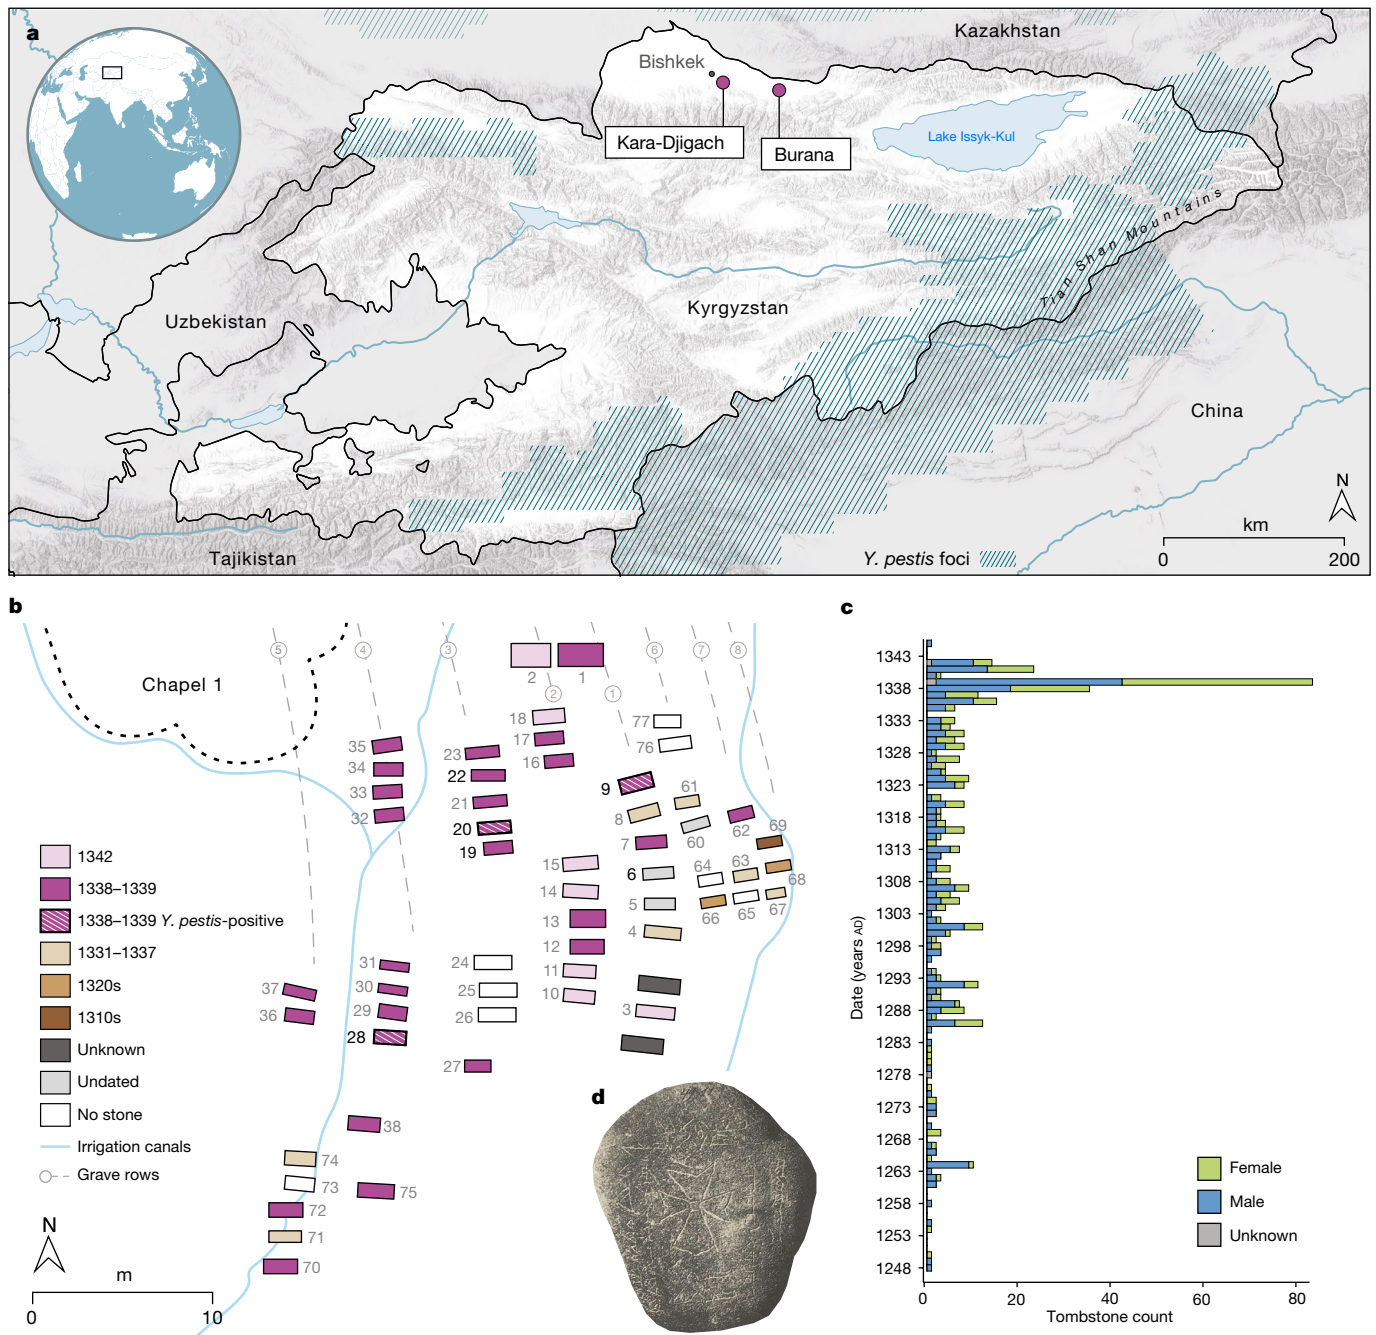 a
Kazakhstan
Bishkek
Kara-Djigach
Burana
Lake Issyk-Kul
Tian Shan Mountains
Uzbekistan
Kyrgyzstan
China
Tajikistan
Y. pestis foci
N
km
0 200
b
Chapel 1
5 4 3 2 1 6 7 8
2 1
18 17 16
77 76
35 34 33 32
23 22 21 20 19
9 8 7 6 5 4 3
61 60 62 69 68
64 63 66 65 67
15 14 13 12 11 10
31 30 29 28
24 25 26 27
37 36
38
74 73 75
72
71
70
1342
1338–1339
1338–1339 Y. pestis-positive
1331–1337
1320s
1310s
Unknown
Undated
No stone
Irrigation canals
Grave rows
N
m
0 10
c
Date (years AD)
1343
1338
1333
1328
1323
1318
1313
1308
1303
1298
1293
1288
1283
1278
1273
1268
1263
1258
1253
1248
0 20 40 60 80
Tombstone count
Female
Male
Unknown
d